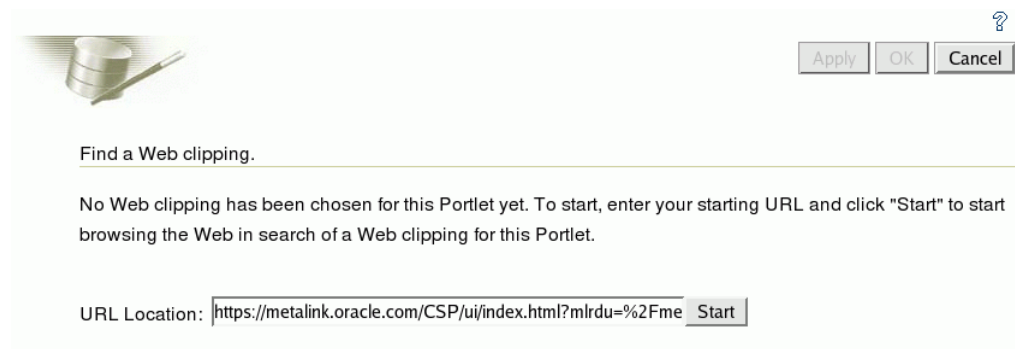 ?
Apply OK Cancel
Find a Web clipping.
No Web clipping has been chosen for this Portlet yet. To start, enter your starting URL and click "Start" to start
browsing the Web in search of a Web clipping for this Portlet.
URL Location: https://metalink.oracle.com/CSP/ui/index.html?mlrdu=%2Fme Start